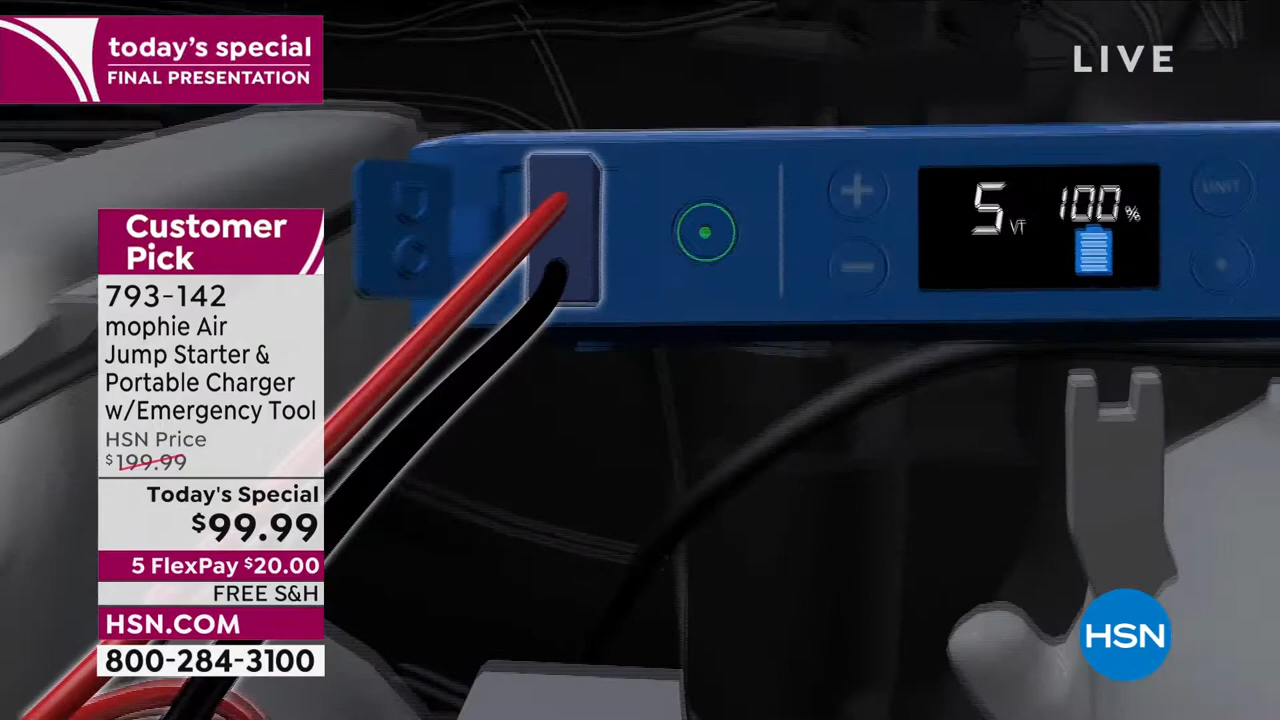 today's special
FINAL PRESENTATION
LIVE
Customer
Pick
793-142
mophie Air
Jump Starter &
Portable Charger
w/Emergency Tool
HSN Price
$199.99
Today's Special
$99.99
5 FlexPay $20.00
FREE S&H
HSN.COM
800-284-3100
+
-
5 VT 100 %
UNIT
HSN